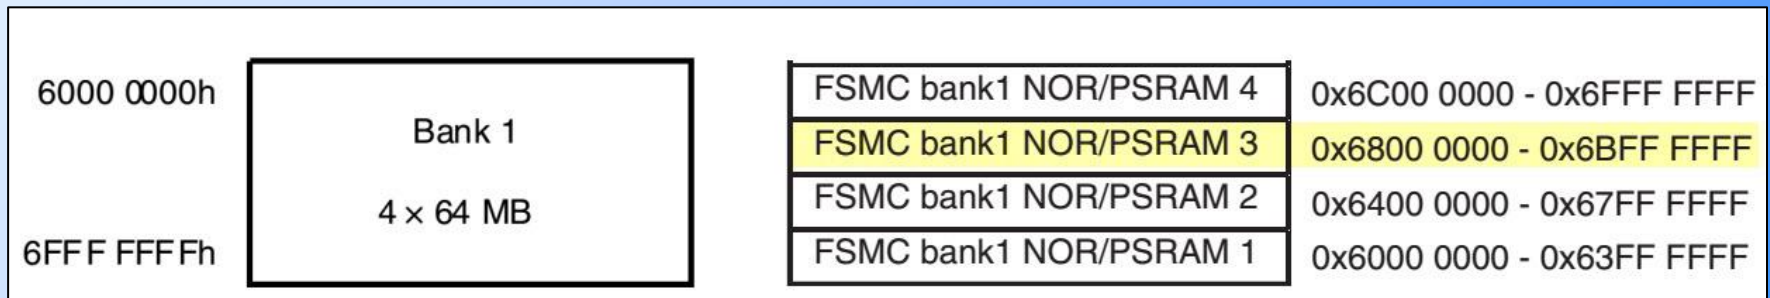 6000 0000h
Bank 1
4 × 64 MB
6FFF FFFFh
FSMC bank1 NOR/PSRAM 4 0x6C00 0000 - 0x6FFF FFFF
FSMC bank1 NOR/PSRAM 3 0x6800 0000 - 0x6BFF FFFF
FSMC bank1 NOR/PSRAM 2 0x6400 0000 - 0x67FF FFFF
FSMC bank1 NOR/PSRAM 1 0x6000 0000 - 0x63FF FFFF